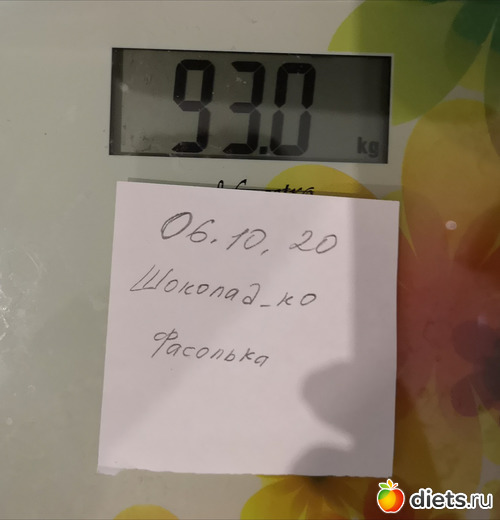 93.0 kg
06.10.20
Шоколад_ко
Фасолька
diets.ru